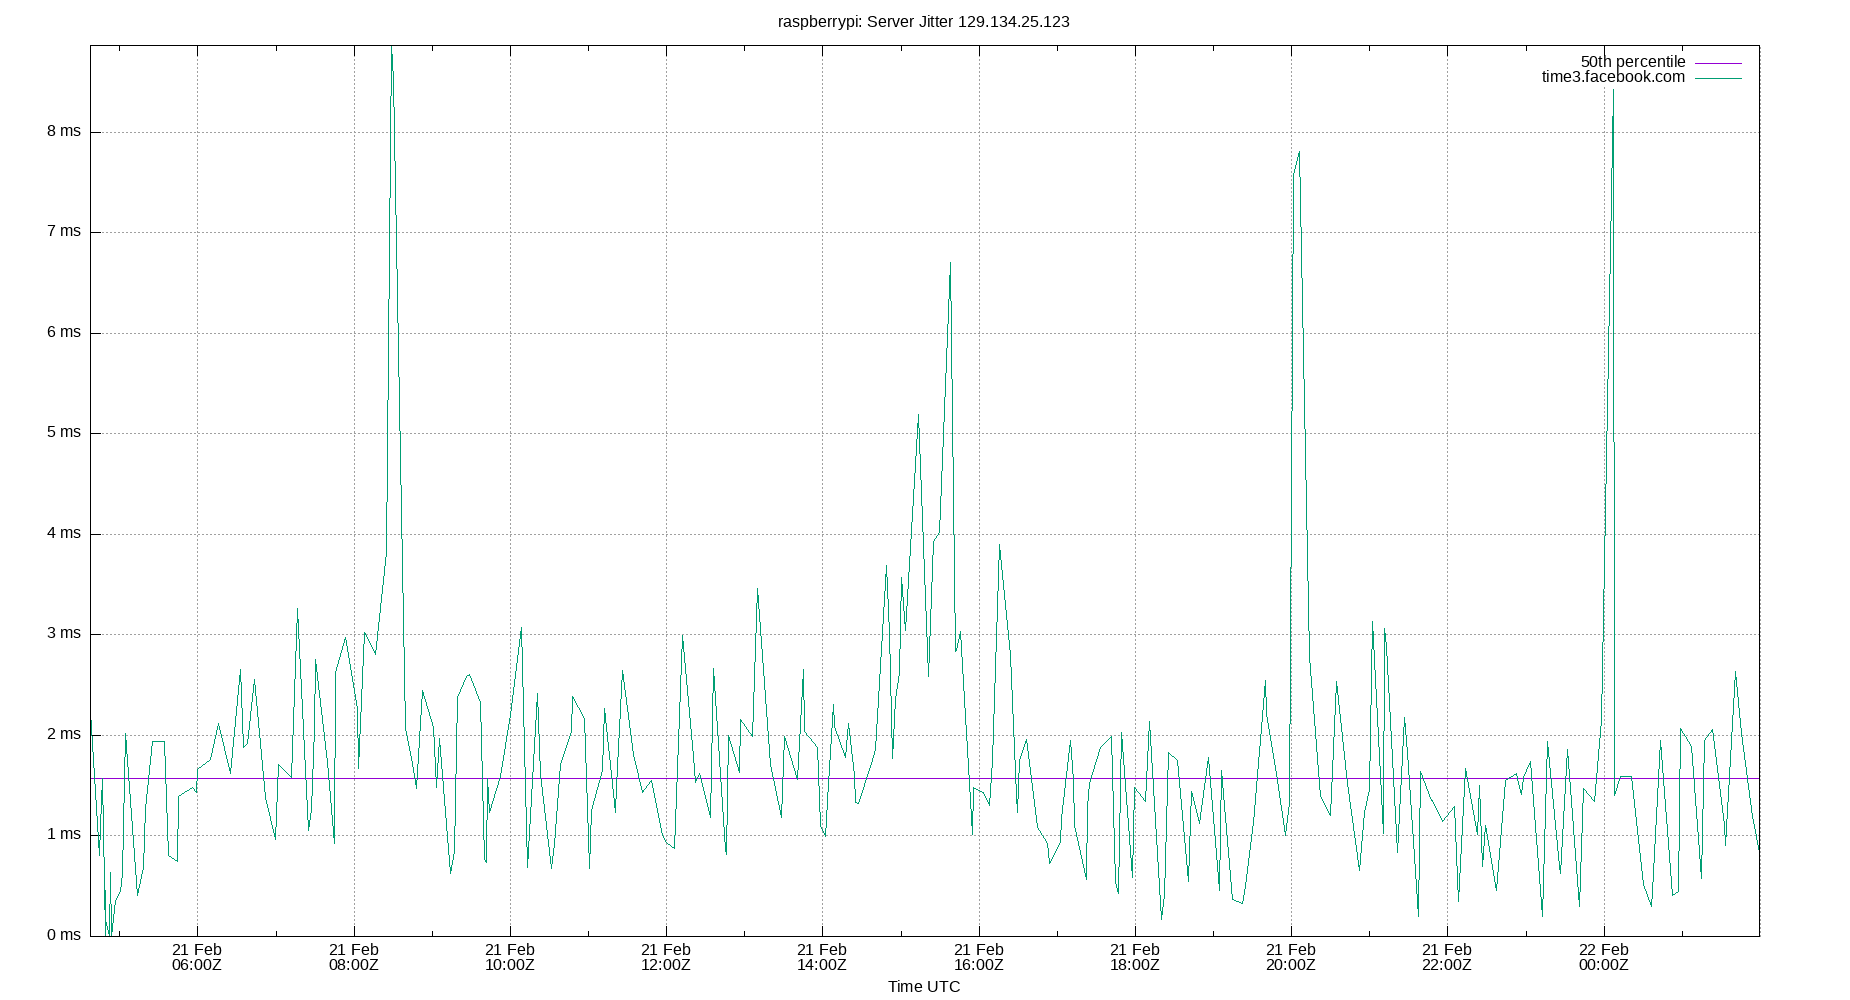 raspberrypi: Server Jitter 129.134.25.123
50th percentile
time3.facebook.com
8 ms
7 ms
6 ms
5 ms
4 ms
3 ms
2 ms
1 ms
0 ms
21 Feb
06:00Z
21 Feb
08:00Z
21 Feb
10:00Z
21 Feb
12:00Z
21 Feb
14:00Z
21 Feb
16:00Z
21 Feb
18:00Z
21 Feb
20:00Z
21 Feb
22:00Z
22 Feb
00:00Z
Time UTC